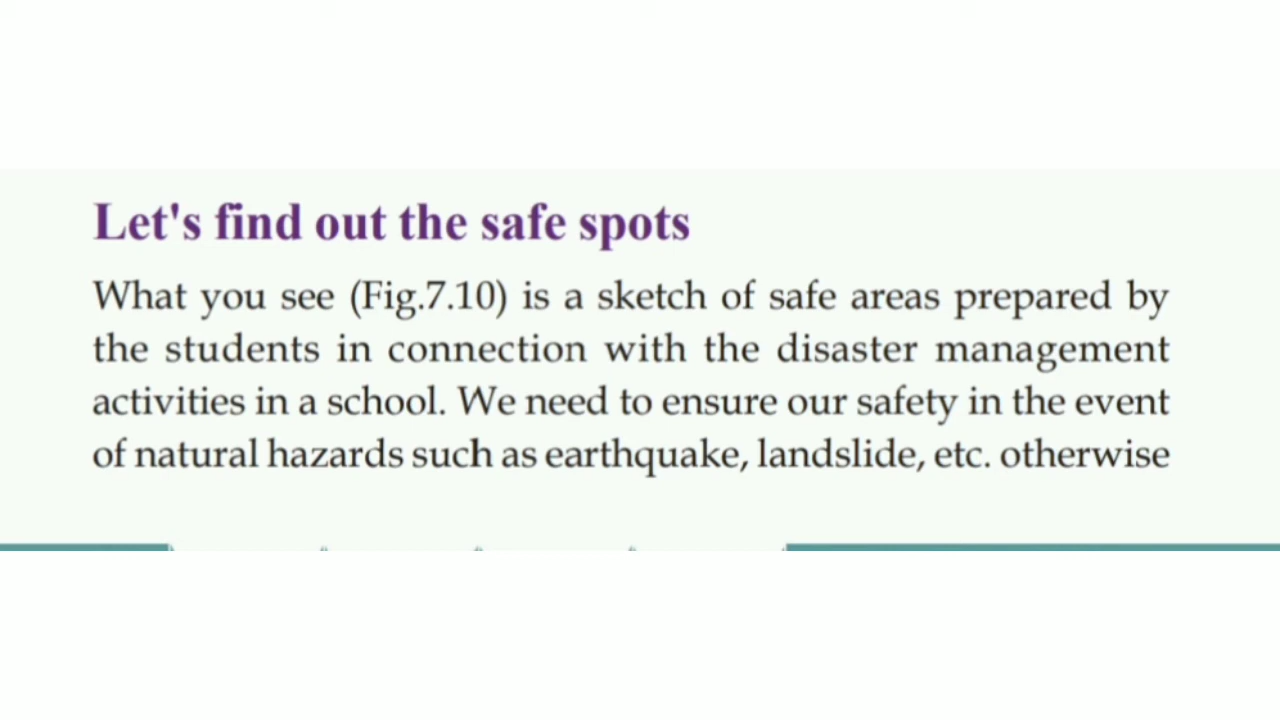 Let's find out the safe spots
What you see (Fig.7.10) is a sketch of safe areas prepared by
the students in connection with the disaster management
activities in a school. We need to ensure our safety in the event
of natural hazards such as earthquake, landslide, etc. otherwise